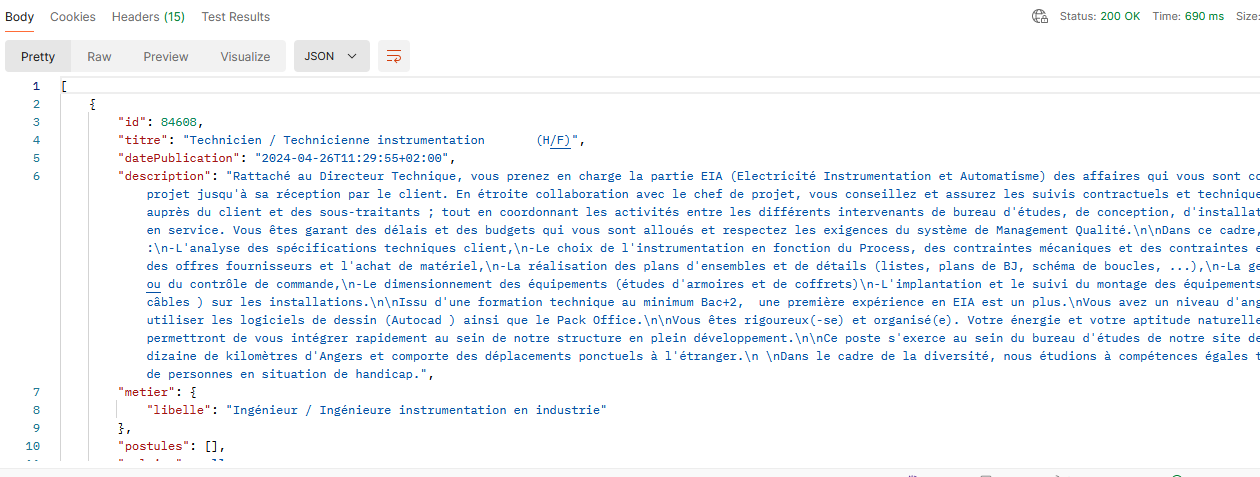 Body Cookies Headers (15) Test Results Status: 200 OK Time: 690 ms Size:
Pretty Raw Preview Visualize JSON
1 [
2 {
3 "id": 84608,
4 "titre": "Technicien / Technicienne instrumentation (H/F)",
5 "datePublication": "2024-04-26T11:29:55+02:00",
6 "description": "Rattaché au Directeur Technique, vous prenez en charge la partie EIA (Electricité Instrumentation et Automatisme) des affaires qui vous sont co
projet jusqu'à sa réception par le client. En étroite collaboration avec le chef de projet, vous conseillez et assurez les suivis contractuels et technique
auprès du client et des sous-traitants ; tout en coordonnant les activités entre les différents intervenants de bureau d'études, de conception, d'installat
en service. Vous êtes garant des délais et des budgets qui vous sont alloués et respectez les exigences du système de Management Qualité.\n\nDans ce cadre,
:\n-L'analyse des spécifications techniques client,\n-Le choix de l'instrumentation en fonction du Process, des contraintes mécaniques et des contraintes e
des offres fournisseurs et l'achat de matériel,\n-La réalisation des plans d'ensembles et de détails (listes, plans de BJ, schéma de boucles, ...),\n-La ge
ou du contrôle de commande,\n-Le dimensionnement des équipements (études d'armoires et de coffrets)\n-L'implantation et le suivi du montage des équipements
câbles ) sur les installations.\n\nIssu d'une formation technique au minimum Bac+2,  une première expérience en EIA est un plus.\nVous avez un niveau d'ang
utiliser les logiciels de dessin (Autocad ) ainsi que le Pack Office.\n\nVous êtes rigoureux(-se) et organisé(e). Votre énergie et votre aptitude naturelle
permettront de vous intégrer rapidement au sein de notre structure en plein développement.\n\nCe poste s'exerce au sein du bureau d'études de notre site de
dizaine de kilomètres d'Angers et comporte des déplacements ponctuels à l'étranger.\n \nDans le cadre de la diversité, nous étudions à compétences égales t
de personnes en situation de handicap.",
7 "metier": {
8 "libelle": "Ingénieur / Ingénieure instrumentation en industrie"
9 },
10 "postules": [],